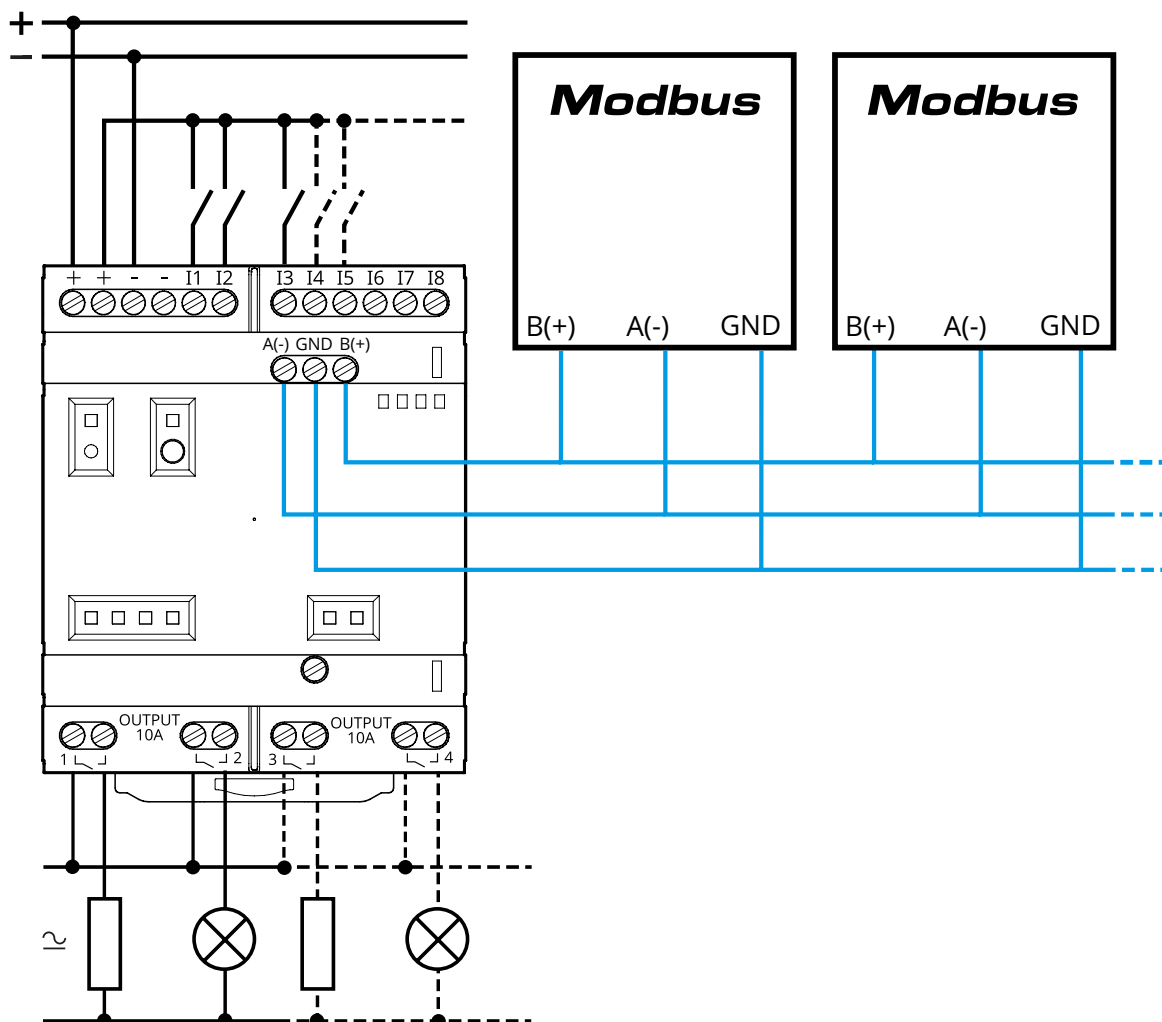 +
−
Modbus
Modbus
+ + - - I1 I2 I3 I4 I5 I6 I7 I8
B(+) A(-) GND
B(+) A(-) GND
A(-) GND B(+)
OUTPUT
10A
OUTPUT
10A
1 2 3 4